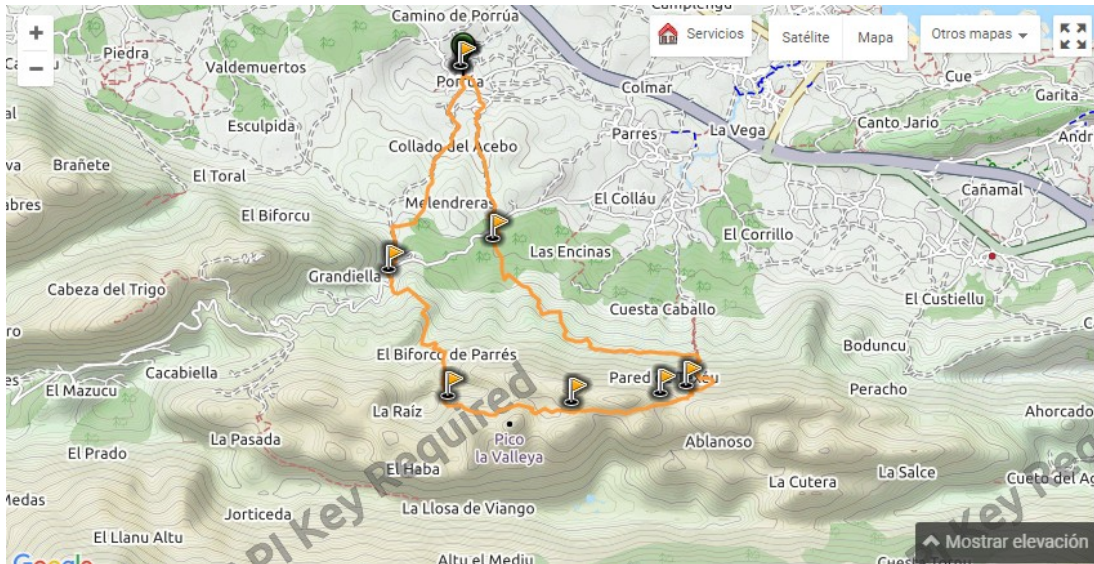 Camino de Porrúa
Piedra
Valdemuertos
Servicios
Satélite
Mapa
Otros mapas
Porrúa
Colmar
Cue
Garita
Esculpida
Canto Jario
Collado del Acebo
Parres
La Vega
Brañete
El Toral
Melendreras
El Colláu
Cañamal
El Biforcu
El Corrillo
Las Encinas
Grandiella
Cabeza del Trigo
El Custiellu
Cuesta Caballo
Boduncu
El Biforco de Parrés
Cacabiella
Pared
El Mazucu
Peracho
La Raíz
Ahorcado
La Pasada
Pico
la Valleya
Ablanoso
El Prado
El Haba
La Salce
La Cutera
La Llosa de Viango
Jorticeda
El Llanu Altu
Altu el Mediu
API Key Required
Mostrar elevación
Google